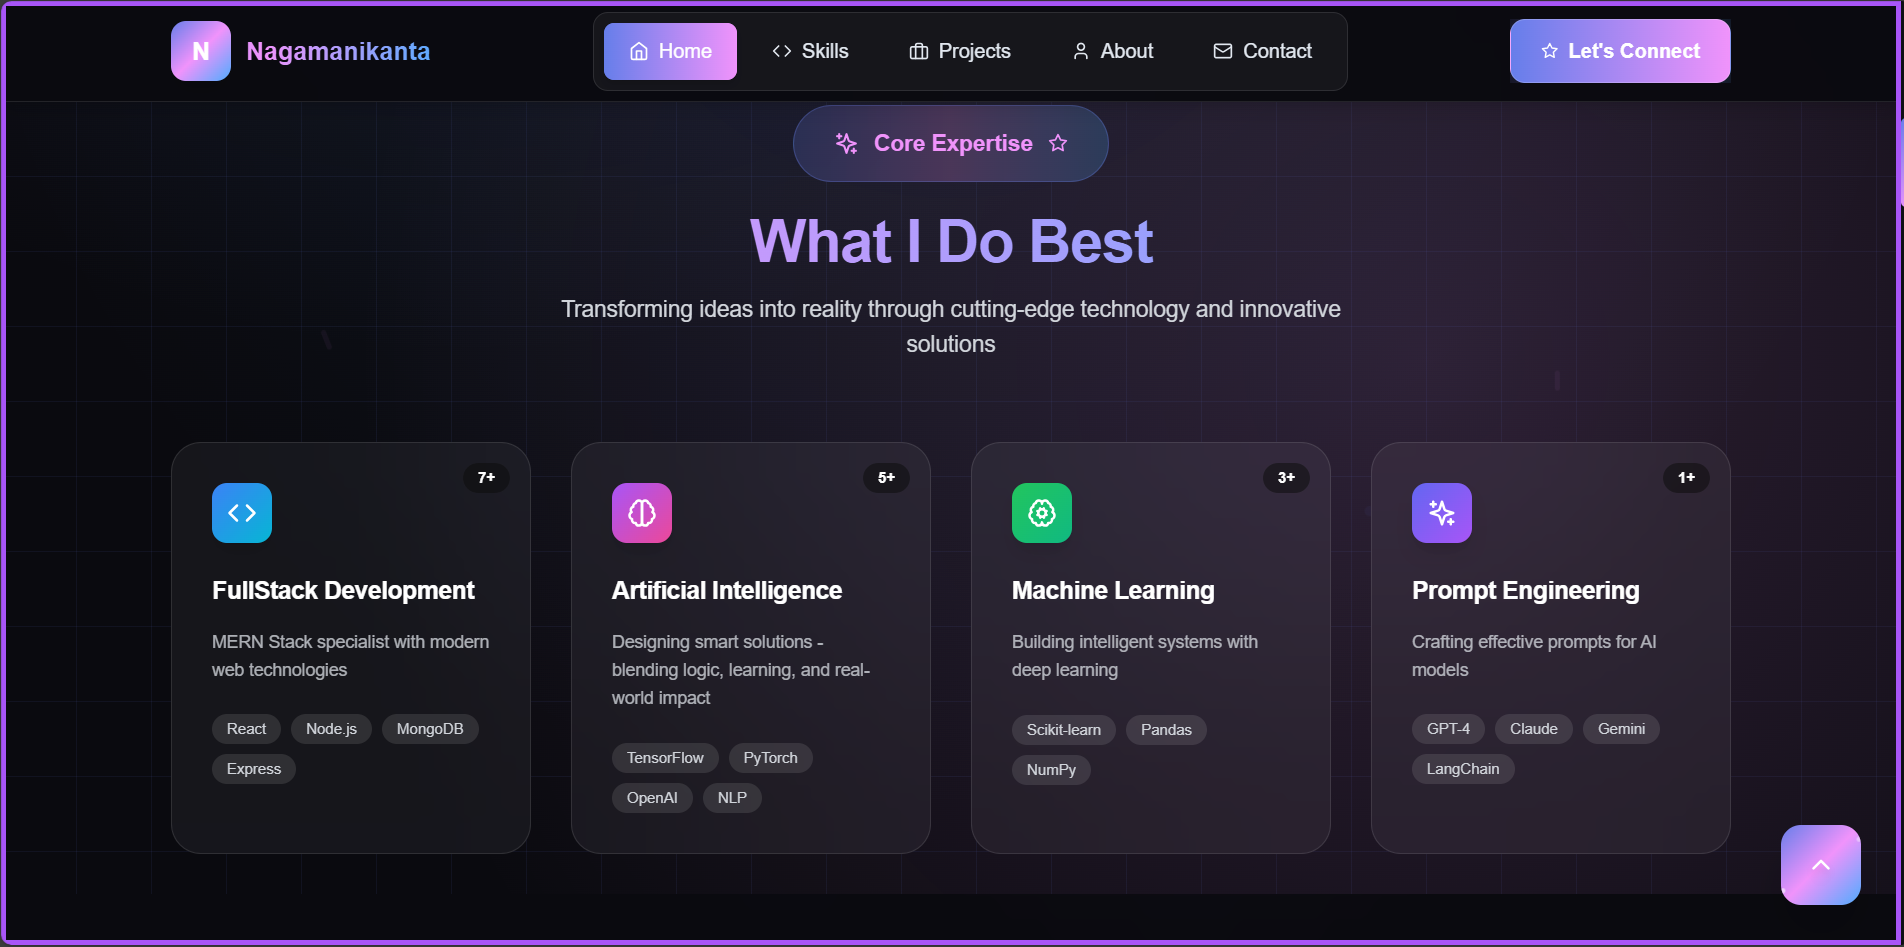 N
Nagamanikanta
Home
Skills
Projects
About
Contact
Let's Connect
Core Expertise
What I Do Best
Transforming ideas into reality through cutting-edge technology and innovative
solutions
7+
FullStack Development
MERN Stack specialist with modern
web technologies
React
Node.js
MongoDB
Express
5+
Artificial Intelligence
Designing smart solutions -
blending logic, learning, and real-
world impact
TensorFlow
PyTorch
OpenAI
NLP
3+
Machine Learning
Building intelligent systems with
deep learning
Scikit-learn
Pandas
NumPy
1+
Prompt Engineering
Crafting effective prompts for AI
models
GPT-4
Claude
Gemini
LangChain